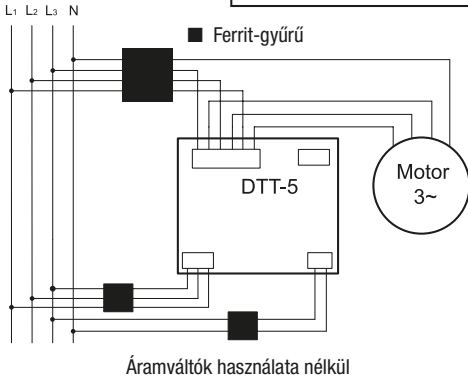 L₁ L₂ L₃ N
■ Ferrit-gyűrű
DTT-5
Motor
3~
Áramváltók használata nélkül